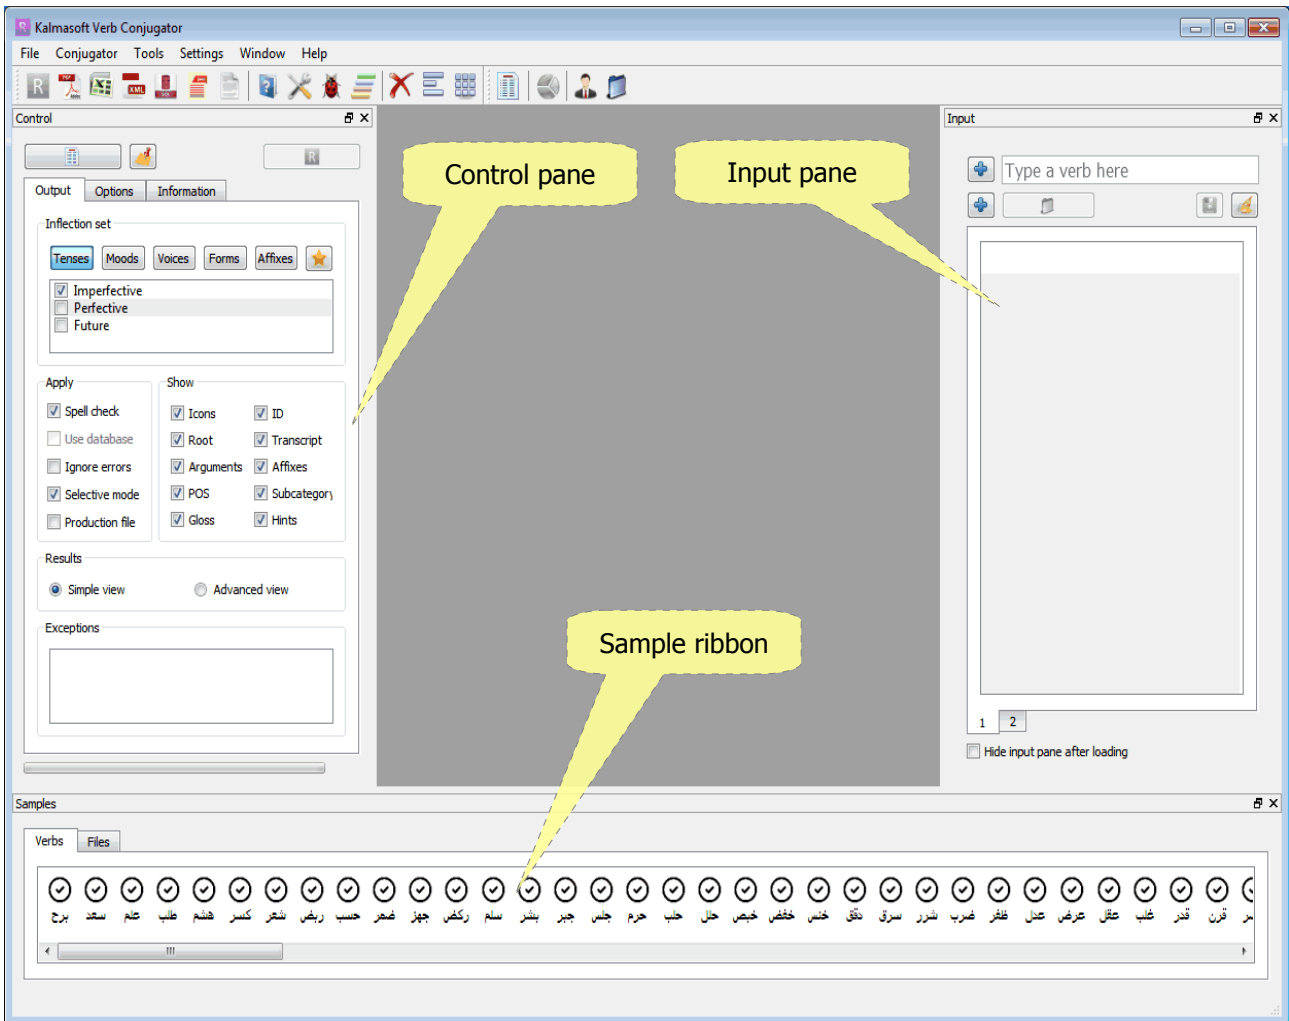 Kalmasoft Verb Conjugator
File Conjugator Tools Settings Window Help
Control
Input
Control pane
Input pane
Type a verb here
Output Options Information
Inflection set
Tenses Moods Voices Forms Affixes
Imperfective
Perfective
Future
Apply
Show
Spell check
Icons ID
Use database
Root Transcript
Ignore errors
Arguments Affixes
Selective mode
POS Subcategory
Production file
Gloss Hints
Results
Simple view Advanced view
Exceptions
Sample ribbon
1 2
Hide input pane after loading
Samples
Verbs Files
برح سعد علم طلب هشم كسر شعر ربض حسب ضمر جهز ركض سلم بشر جبر جلس حرم حلب حلل خبص خفض خنس دقق سرق شرر ضرب ظفر عدل عرض عقل غلب قدر قرن